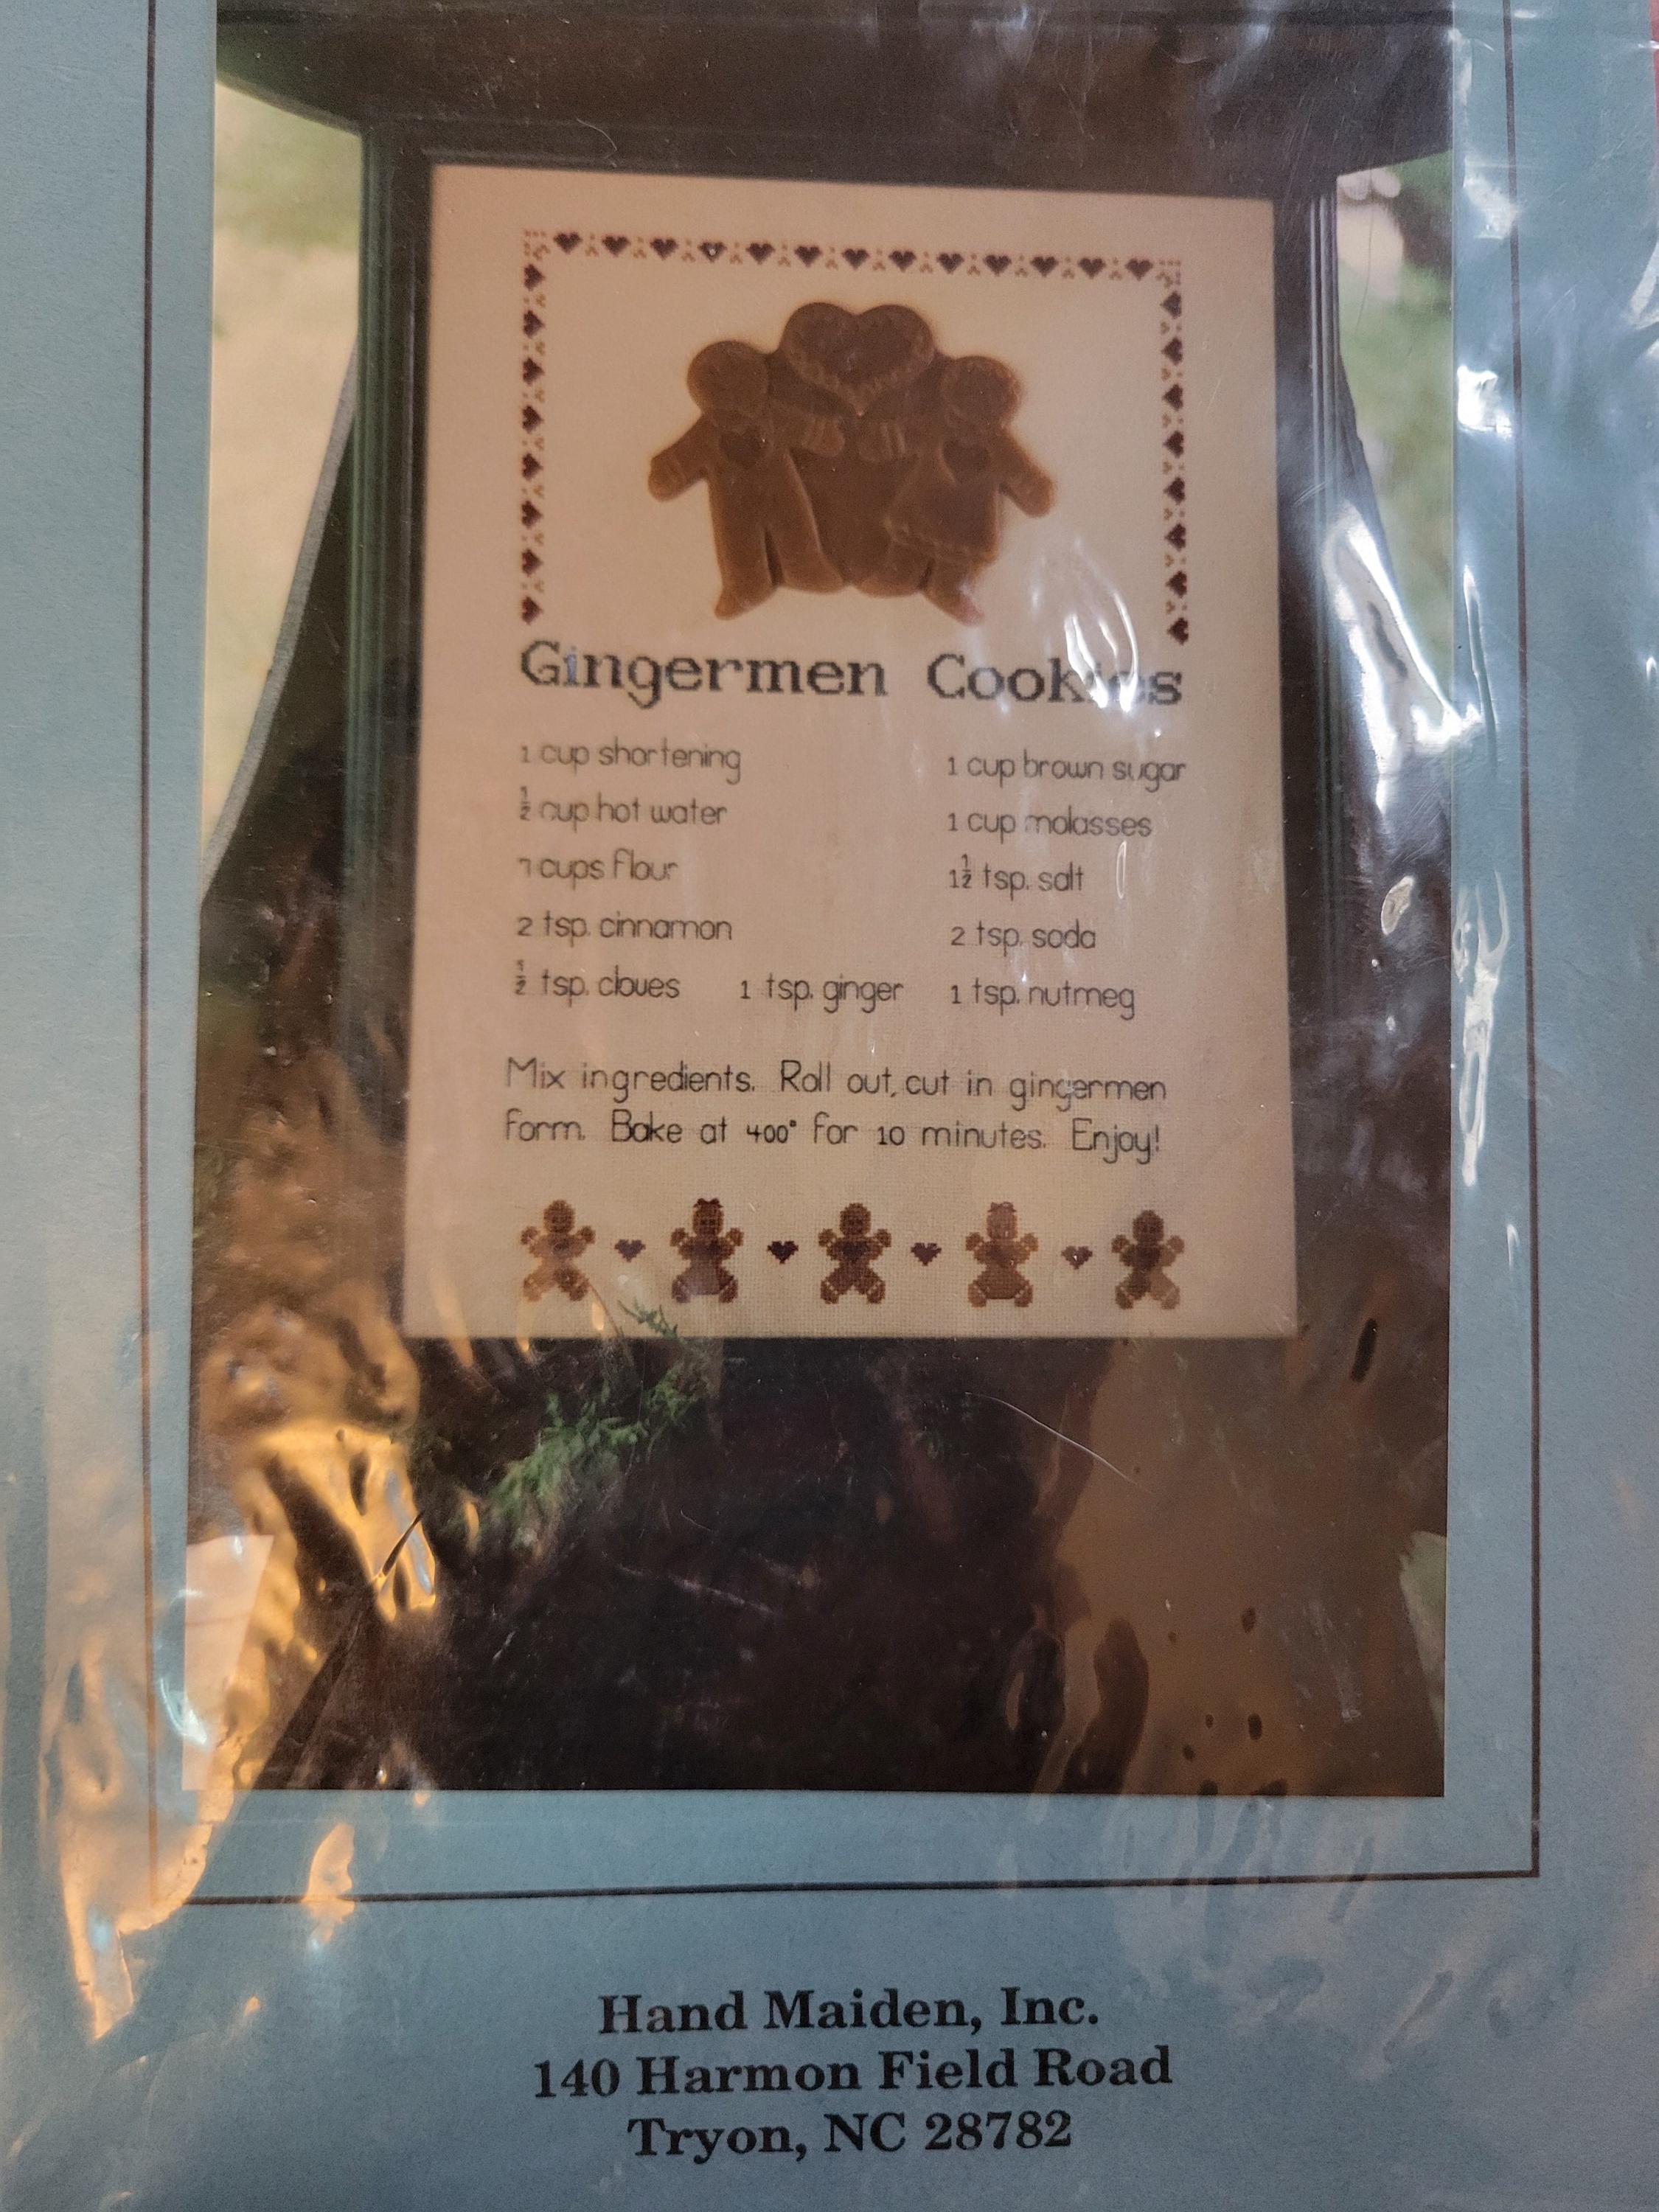 Gingermen Cookies
1 cup shortening 1 cup brown sugar
½ cup hot water 1 cup molasses
7 cups flour 1½ tsp. salt
2 tsp. cinnamon 2 tsp. soda
½ tsp. cloves 1 tsp. ginger 1 tsp. nutmeg
Mix ingredients. Roll out, cut in gingermen
form. Bake at 400° for 10 minutes. Enjoy!
Hand Maiden, Inc.
140 Harmon Field Road
Tryon, NC 28782